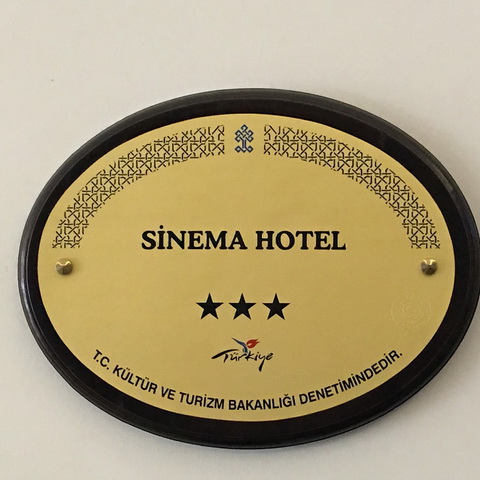 SİNEMA HOTEL
★★★
Türkiye
T.C. KÜLTÜR VE TURİZM BAKANLIĞI DENETİMİNDEDİR.